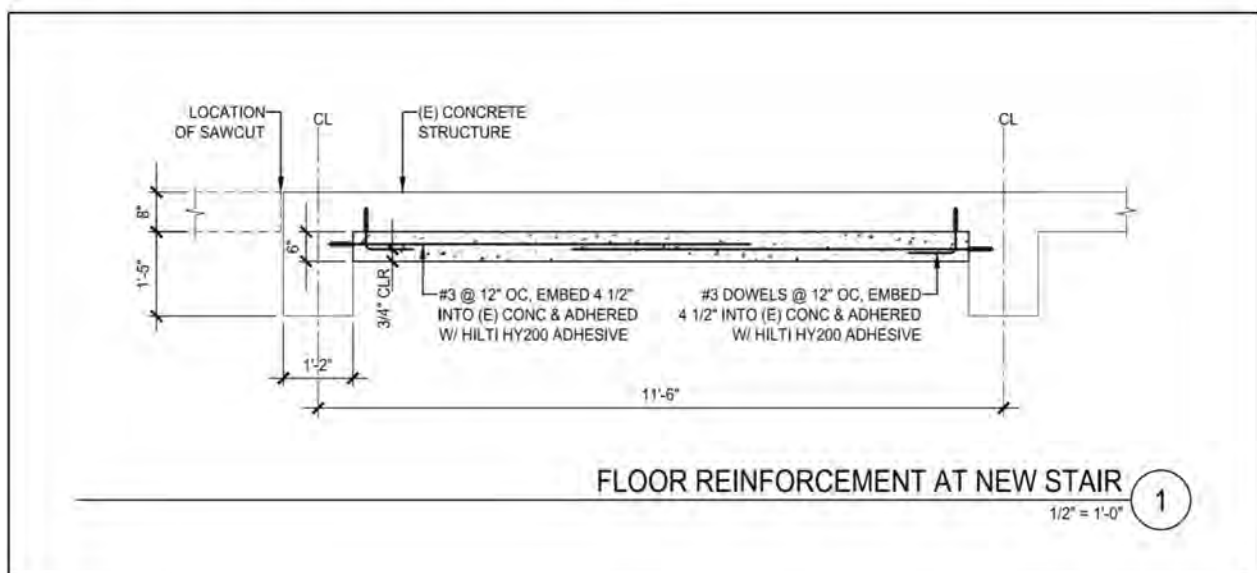 LOCATION
OF SAWCUT
CL
(E) CONCRETE
STRUCTURE
CL
8"
1'-5"
6"
3/4" CLR
#3 @ 12" OC, EMBED 4 1/2"
INTO (E) CONC & ADHERED
W/ HILTI HY200 ADHESIVE
#3 DOWELS @ 12" OC, EMBED
4 1/2" INTO (E) CONC & ADHERED
W/ HILTI HY200 ADHESIVE
1'-2"
11'-6"
FLOOR REINFORCEMENT AT NEW STAIR
1
1/2" = 1'-0"